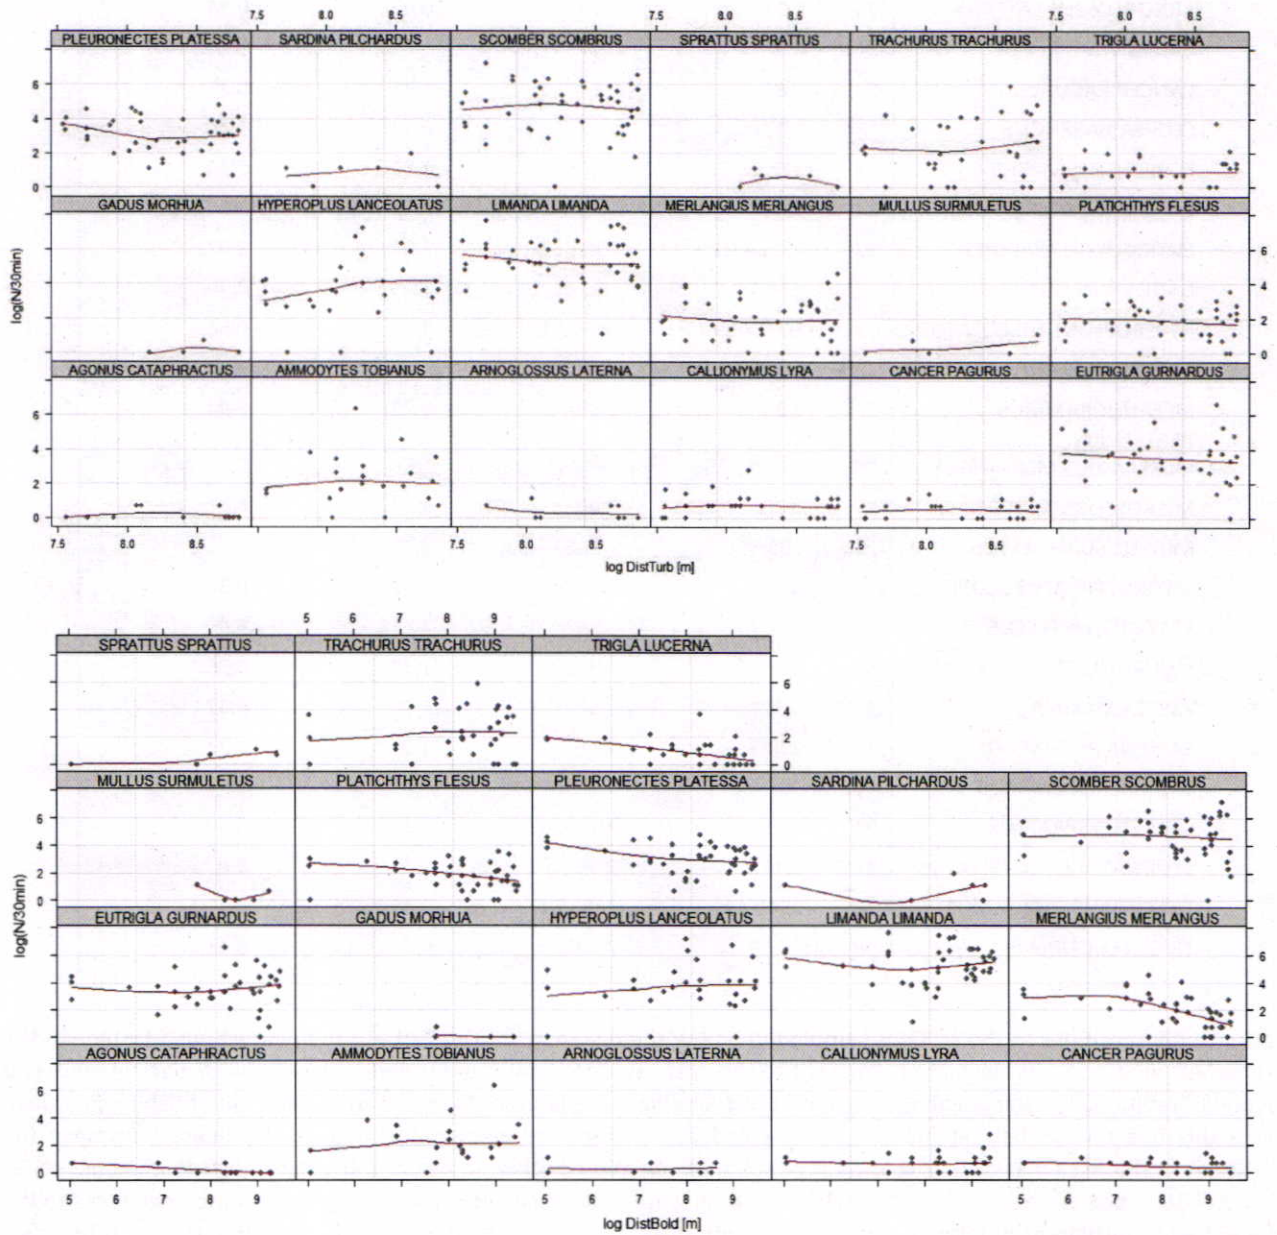 7.5 8.0 8.5 7.5 8.0 8.5 7.5 8.0 8.5
PLEURONECTES PLATESSA SARDINA PILCHARDUS SCOMBER SCOMBRUS SPRATTUS SPRATTUS TRACHURUS TRACHURUS TRIGLA LUCERNA
6
4
2
0
GADUS MORHUA HYPEROPLUS LANCEOLATUS LIMANDA LIMANDA MERLANGIUS MERLANGUS MULLUS SURMULETUS PLATICHTHYS FLESUS
6
4
2
0
log(N/30min)
AGONUS CATAPHRACTUS AMMODYTES TOBIANUS ARNOGLOSSUS LATERNA CALLIONYMUS LYRA CANCER PAGURUS EUTRIGLA GURNARDUS
6
4
2
0
7.5 8.0 8.5 7.5 8.0 8.5 7.5 8.0 8.5
log DistTurb [m]
5 6 7 8 9
SPRATTUS SPRATTUS TRACHURUS TRACHURUS TRIGLA LUCERNA
6
4
2
0
MULLUS SURMULETUS PLATICHTHYS FLESUS PLEURONECTES PLATESSA SARDINA PILCHARDUS SCOMBER SCOMBRUS
6
4
2
0
log(N/30min)
EUTRIGLA GURNARDUS GADUS MORHUA HYPEROPLUS LANCEOLATUS LIMANDA LIMANDA MERLANGIUS MERLANGUS
6
4
2
0
AGONUS CATAPHRACTUS AMMODYTES TOBIANUS ARNOGLOSSUS LATERNA CALLIONYMUS LYRA CANCER PAGURUS
6
4
2
0
5 6 7 8 9 5 6 7 8 9 5 6 7 8 9
log DistBold [m]